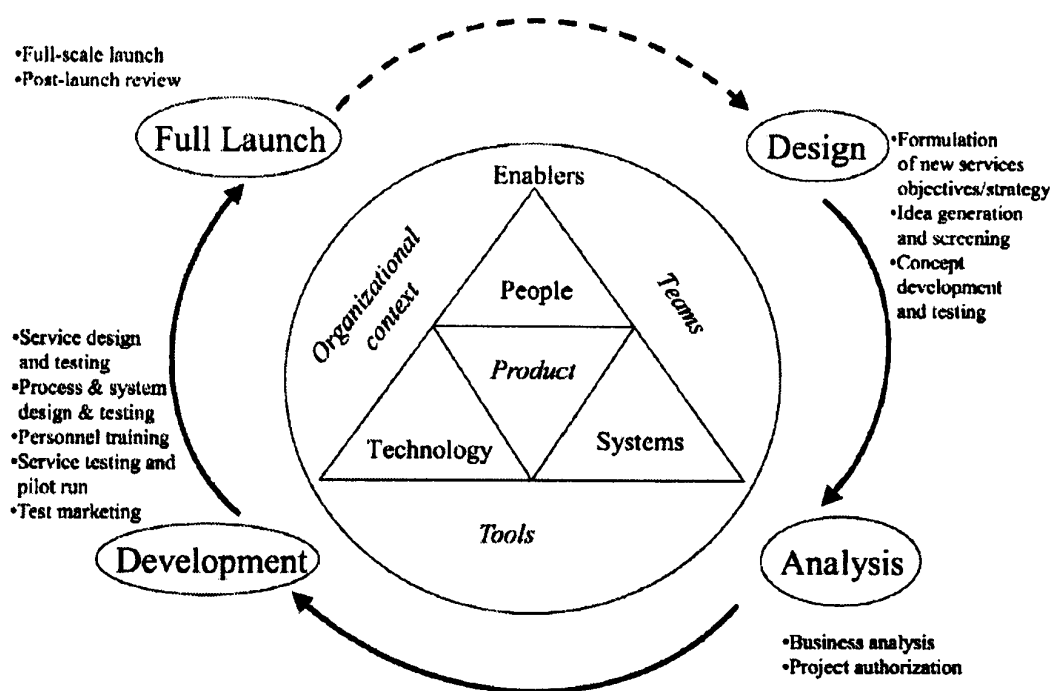 •Full-scale launch
•Post-launch review
Full Launch
Design
•Formulation
of new services
objectives/strategy
•Idea generation
and screening
•Concept
development
and testing
Enablers
Organizational
context
Teams
People
Product
Technology
Systems
Tools
•Service design
and testing
•Process & system
design & testing
•Personnel training
•Service testing and
pilot run
•Test marketing
Development
Analysis
•Business analysis
•Project authorization